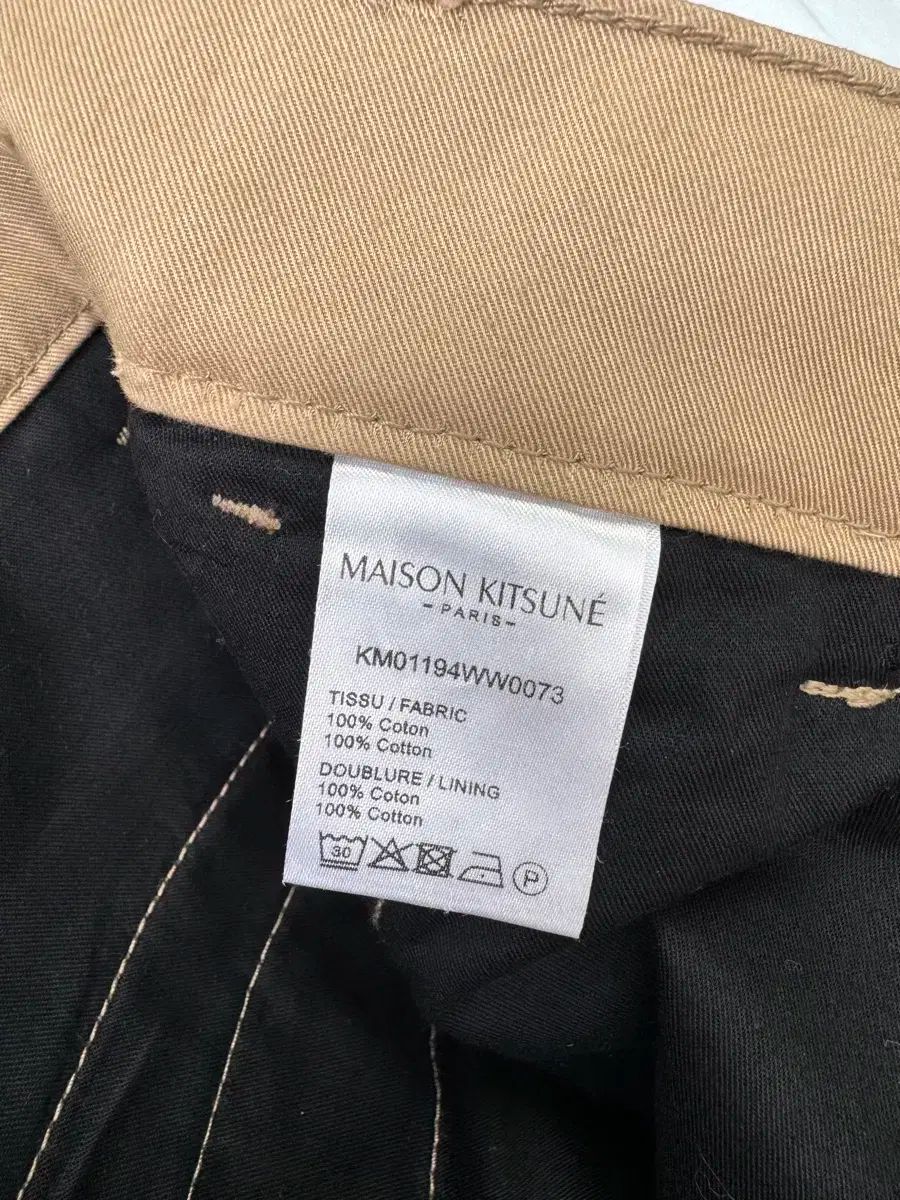 MAISON KITSUNÉ
-PARIS-
KM01194WW0073
TISSU / FABRIC
100% Coton
100% Cotton
DOUBLURE / LINING
100% Coton
100% Cotton
30
P